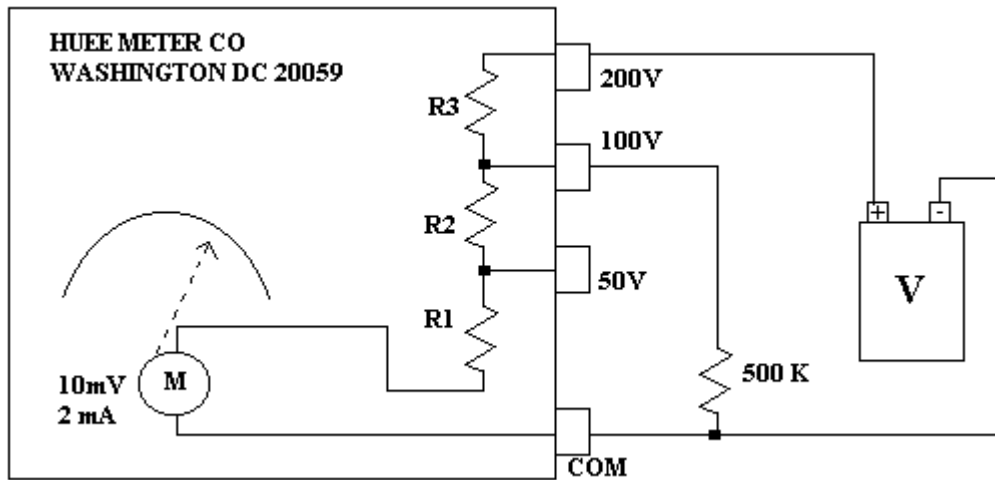 HUEE METER CO
WASHINGTON DC 20059
200V
R3
100V
R2
50V
R1
+ -
V
500 K
10mV
2 mA
M
COM